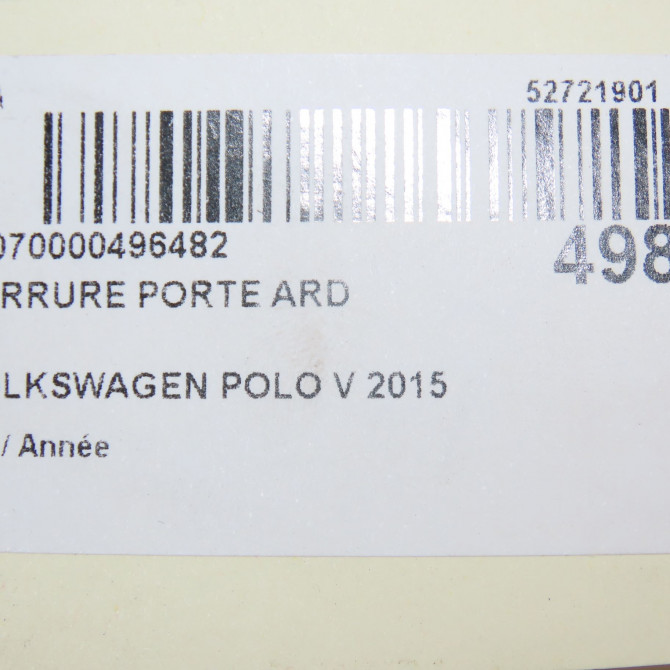 52721901
070000496482
498
RRURE PORTE ARD
LKSWAGEN POLO V 2015
/ Année